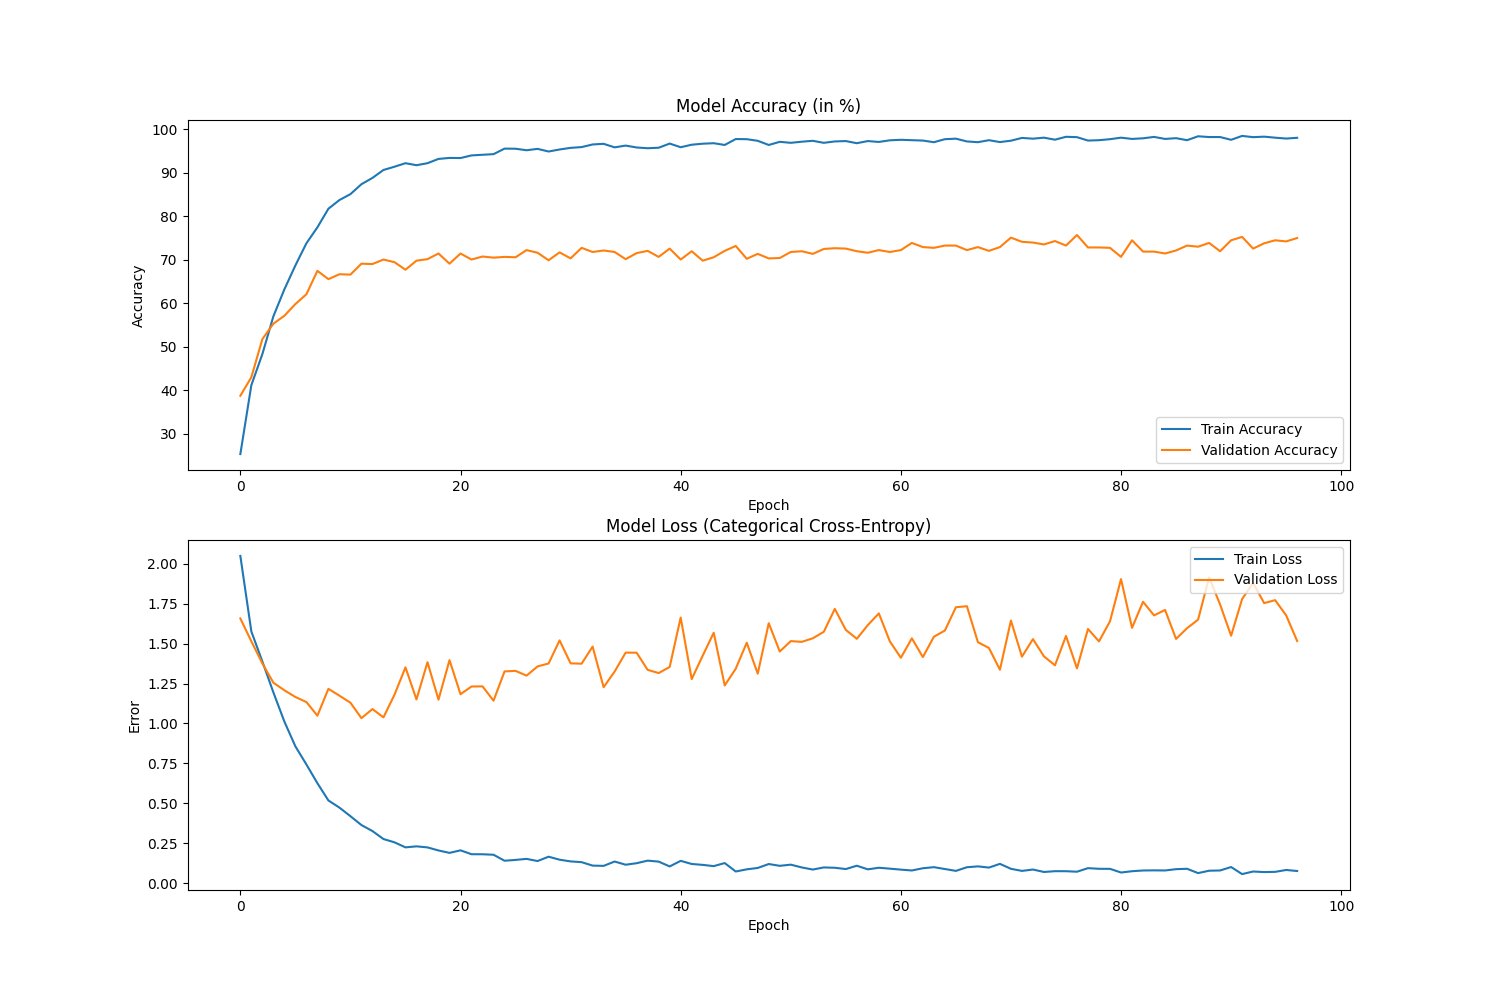 Model Accuracy (in %)
100
90
80
70
60
50
40
30
Accuracy
Train Accuracy
Validation Accuracy
0 20 40 60 80 100
Epoch
Model Loss (Categorical Cross-Entropy)
2.00
1.75
1.50
1.25
1.00
0.75
0.50
0.25
0.00
Error
Train Loss
Validation Loss
0 20 40 60 80 100
Epoch